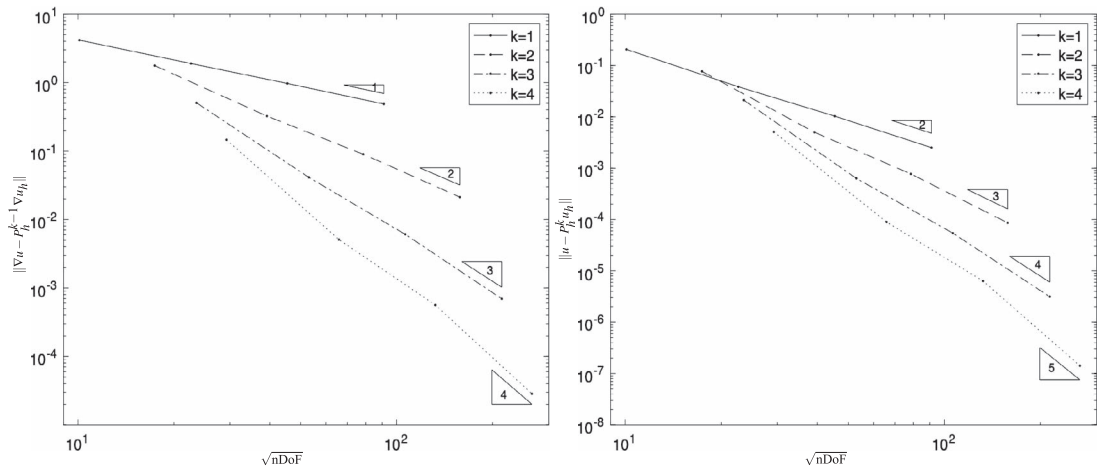 10^1
10^0
10^{-1}
10^{-2}
10^{-3}
10^{-4}
||∇u − P_h^{k−1} ∇u_h||
k=1
k=2
k=3
k=4
1
2
3
4
10^1
10^2
√nDoF
10^0
10^{-1}
10^{-2}
10^{-3}
10^{-4}
10^{-5}
10^{-6}
10^{-7}
10^{-8}
||u − P_h^k u_h||
k=1
k=2
k=3
k=4
2
3
4
5
10^1
10^2
√nDoF